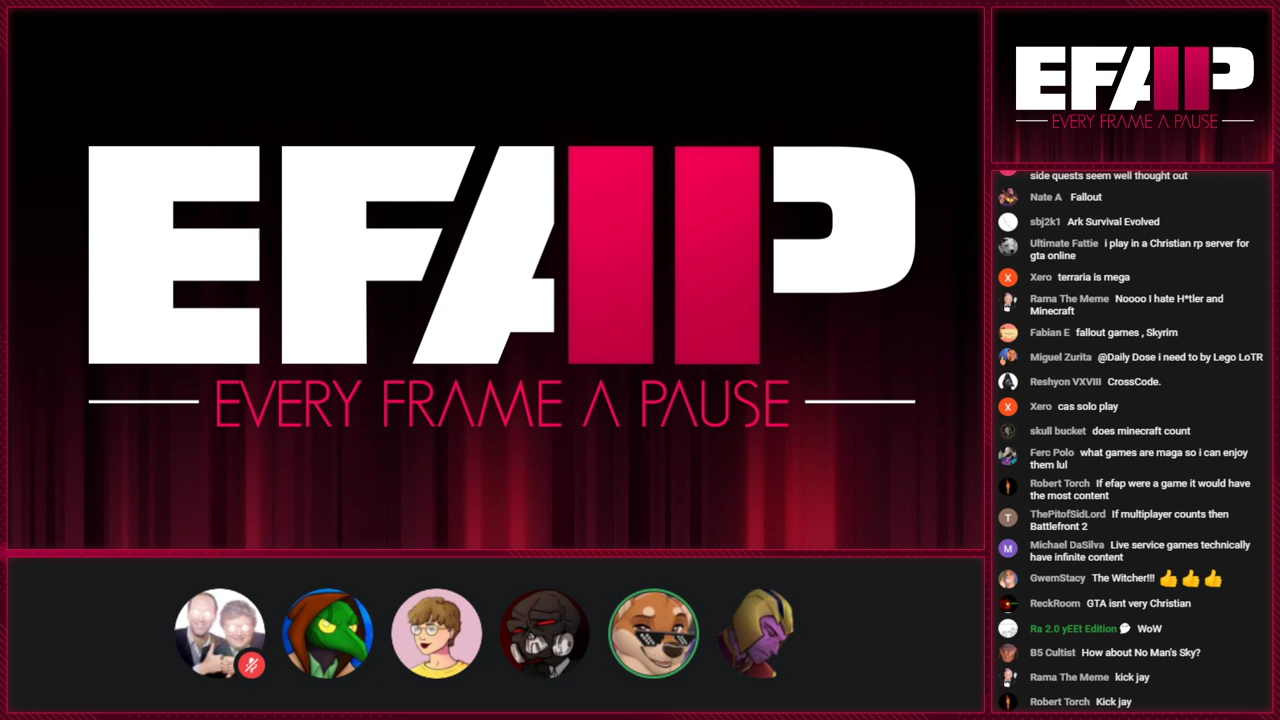 EFAP
EVERY FRAME A PAUSE
EFAP
EVERY FRAME A PAUSE
side quests seem well thought out
Nate A Fallout
sbj2k1 Ark Survival Evolved
Ultimate Fattie i play in a Christian rp server for
gta online
X
Xero terraria is mega
Rama The Meme Noooo I hate H*tler and
Minecraft
Fabian E fallout games , Skyrim
Miguel Zurita @Daily Dose i need to by Lego LoTR
Reshyon VXVIII CrossCode.
X
Xero cas solo play
skull bucket does minecraft count
Ferc Polo what games are maga so i can enjoy
them lul
Robert Torch If efap were a game it would have
the most content
T
ThePitofSidLord If multiplayer counts then
Battlefront 2
M
Michael DaSilva Live service games technically
have infinite content
GwemStacy The Witcher!!! 👍👍👍
ReckRoom GTA isnt very Christian
Ra 2.0 yEEt Edition WoW
B5 Cultist How about No Man's Sky?
Rama The Meme kick jay
Robert Torch Kick jay